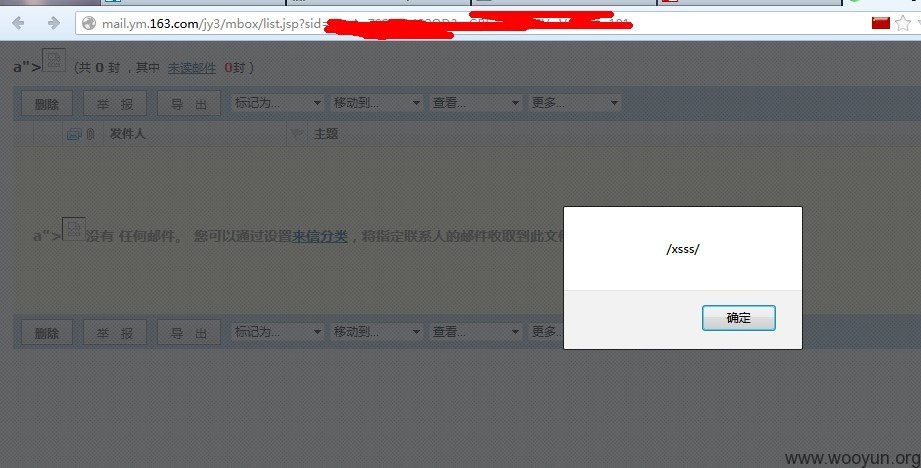 mail.ym.163.com/jy3/mbox/list.jsp?sid=
a"> (共 0 封，其中 未读邮件 0封 )
删除 举 报 导 出 标记为... 移动到... 查看... 更多...
发件人 主题
a"> 没有 任何邮件。 您可以通过设置来信分类，将指定联系人的邮件收取到此文件
/xsss/
确定
删除 举 报 导 出 标记为... 移动到... 查看... 更多...
www.wooyun.org